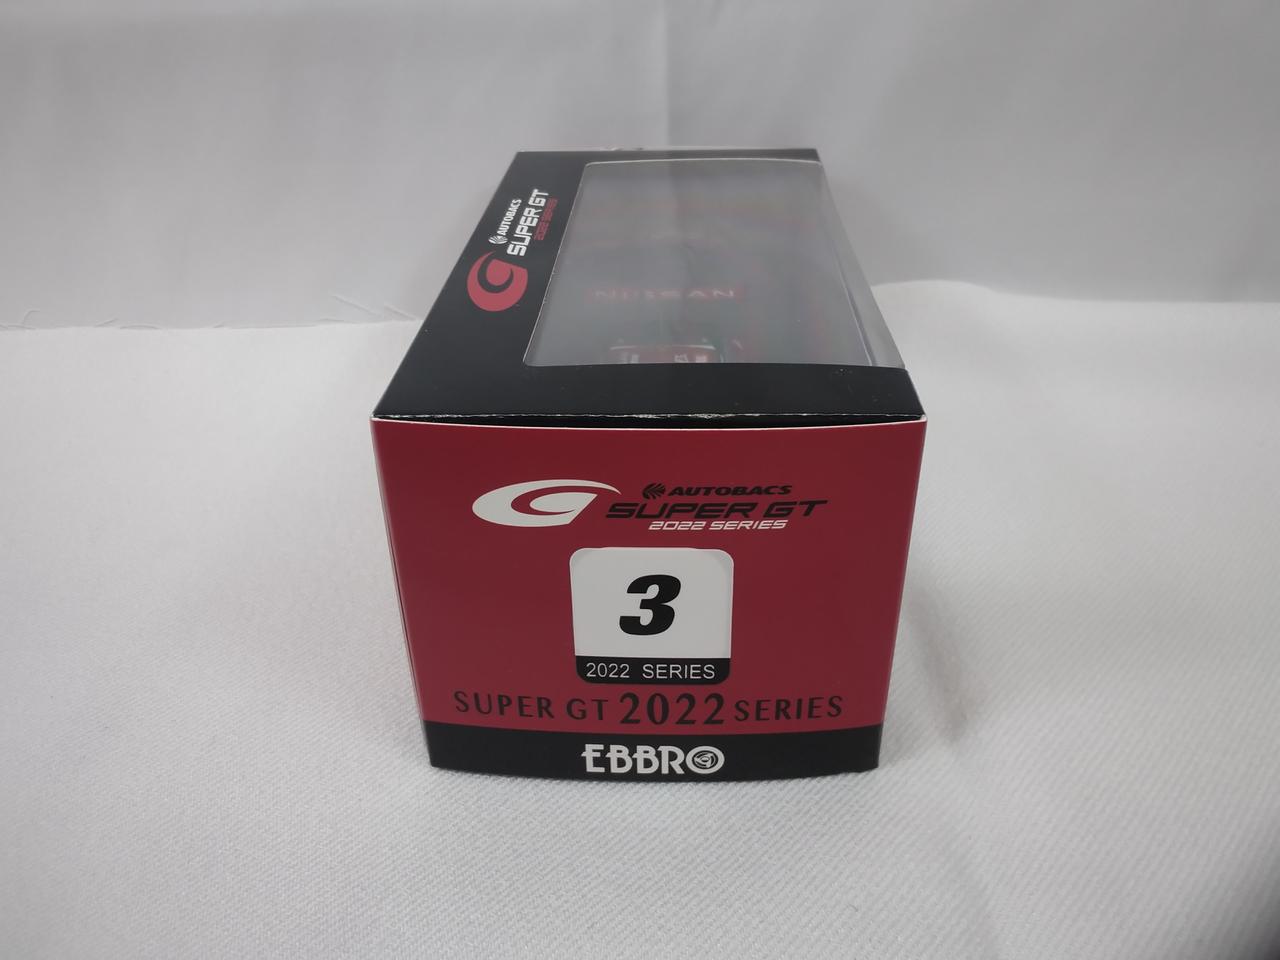 AUTOBACS
SUPER GT
2022 SERIES
NISSAN
AUTOBACS
SUPER GT
2022 SERIES
3
2022 SERIES
SUPER GT 2022 SERIES
EBBRO